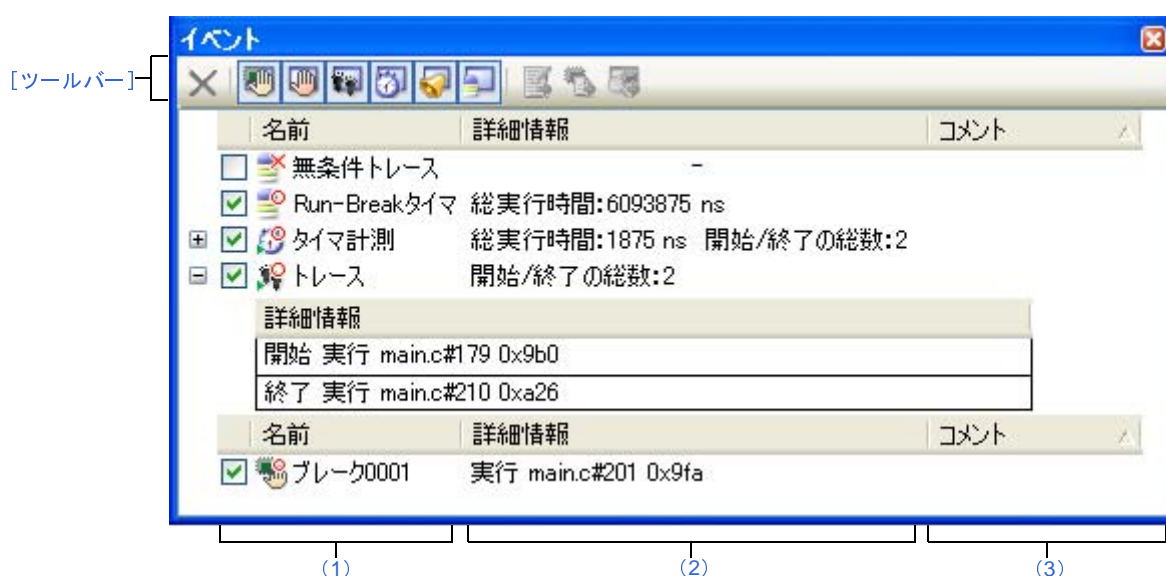 イベント
[ツールバー]
名前 詳細情報 コメント
無条件トレース -
Run-Breakタイマ 総実行時間:6093875 ns
タイマ計測 総実行時間:1875 ns 開始/終了の総数:2
トレース 開始/終了の総数:2
詳細情報
開始 実行 main.c#179 0x9b0
終了 実行 main.c#210 0xa26
名前 詳細情報 コメント
ブレーク0001 実行 main.c#201 0x9fa
(1) (2) (3)